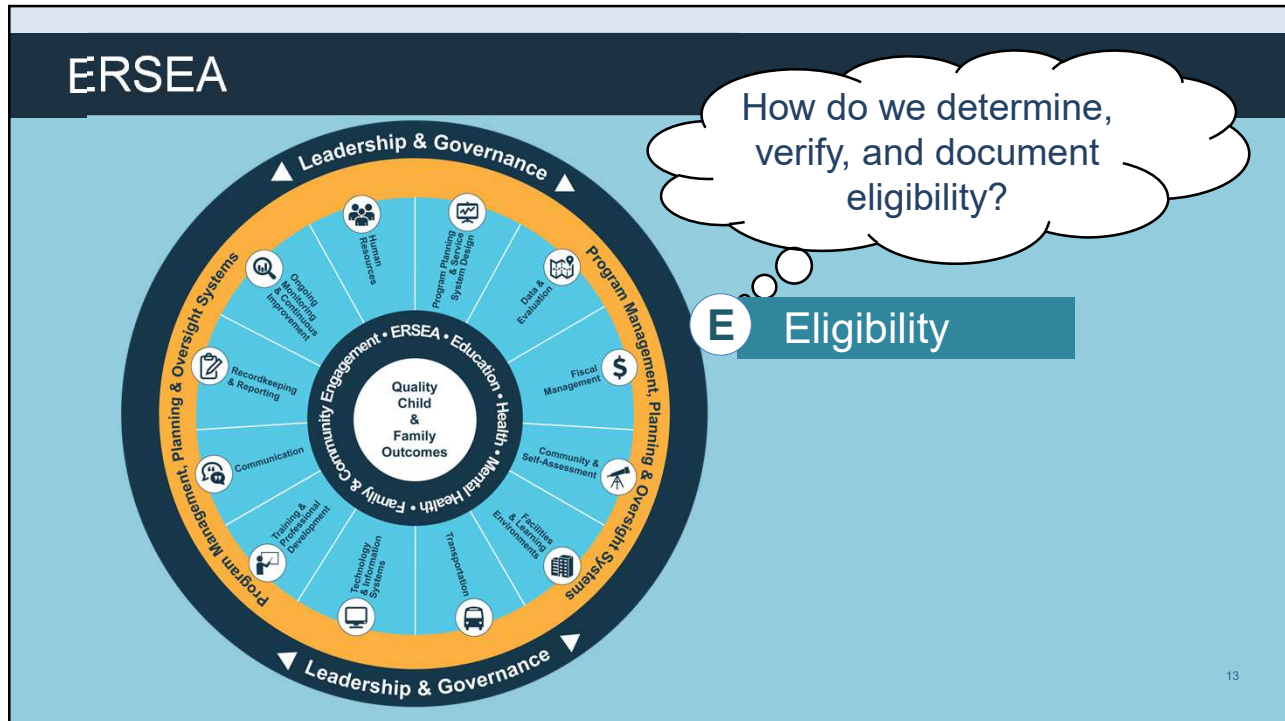 ERSEA
How do we determine,
verify, and document
eligibility?
E Eligibility
Leadership & Governance
Program Management, Planning & Oversight Systems
Program Management, Planning & Oversight Systems
Human
Resources
Program Planning
& Service
System Design
Data &
Evaluation
$
Fiscal
Management
Community &
Self-Assessment
Facilities
& Learning
Environments
Transportation
Technology
& Information
Systems
Training &
Professional
Development
Communication
Recordkeeping
& Reporting
Ongoing
Monitoring
& Continuous
Improvement
ERSEA • Education • Health • Mental Health • Family & Community Engagement •
Quality
Child
&
Family
Outcomes
Leadership & Governance
13